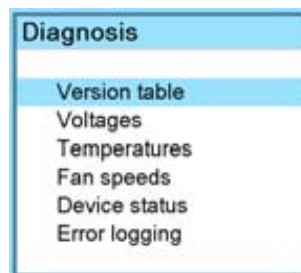 Diagnosis
Version table
Voltages
Temperatures
Fan speeds
Device status
Error logging